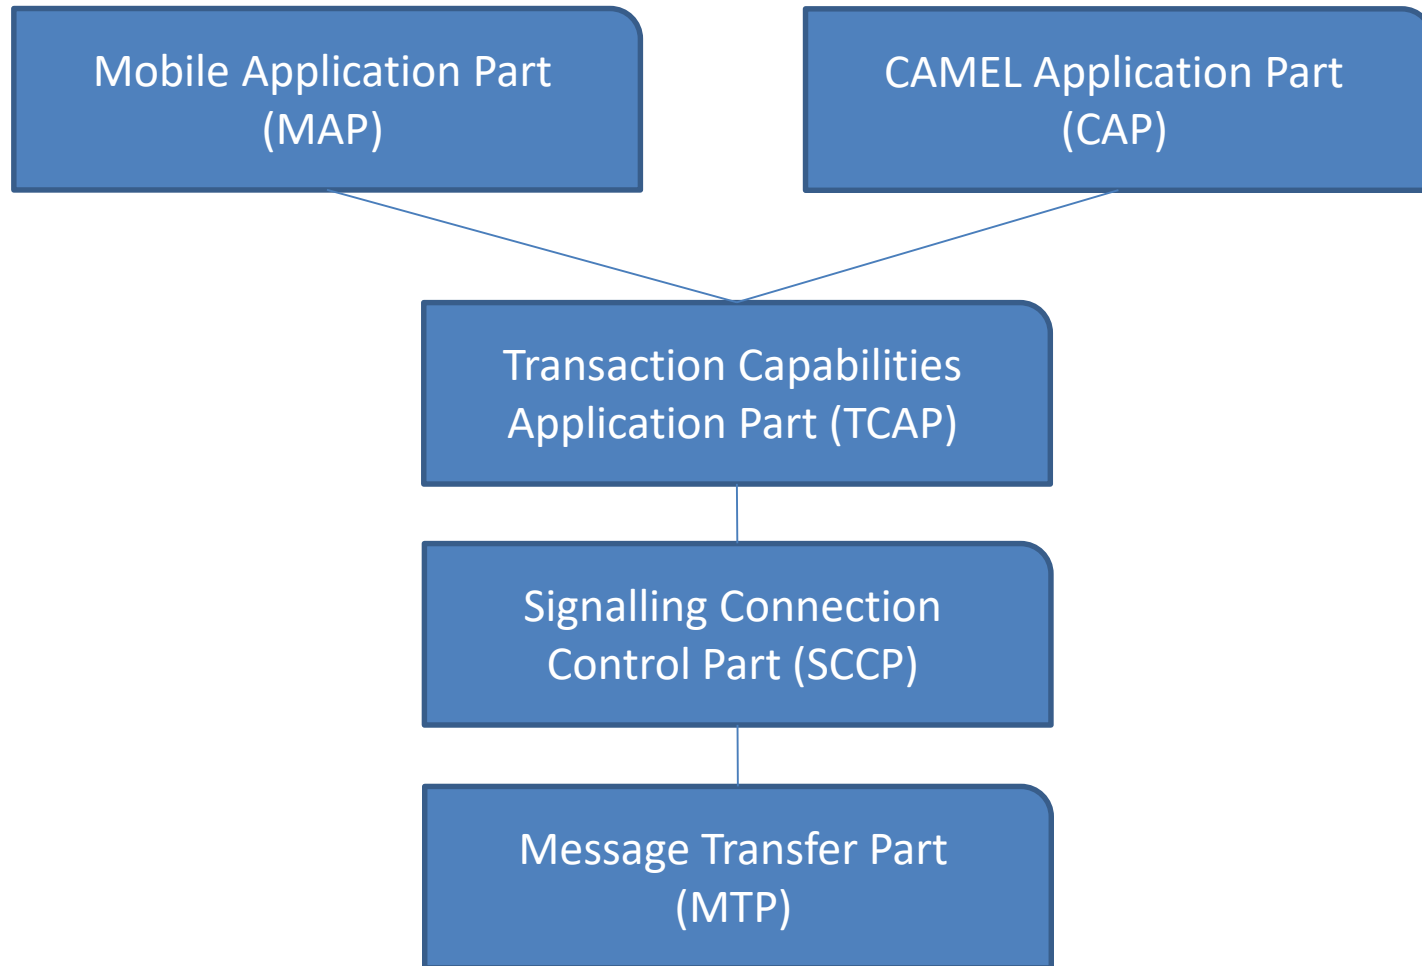 Mobile Application Part
(MAP)
CAMEL Application Part
(CAP)
Transaction Capabilities
Application Part (TCAP)
Signalling Connection
Control Part (SCCP)
Message Transfer Part
(MTP)